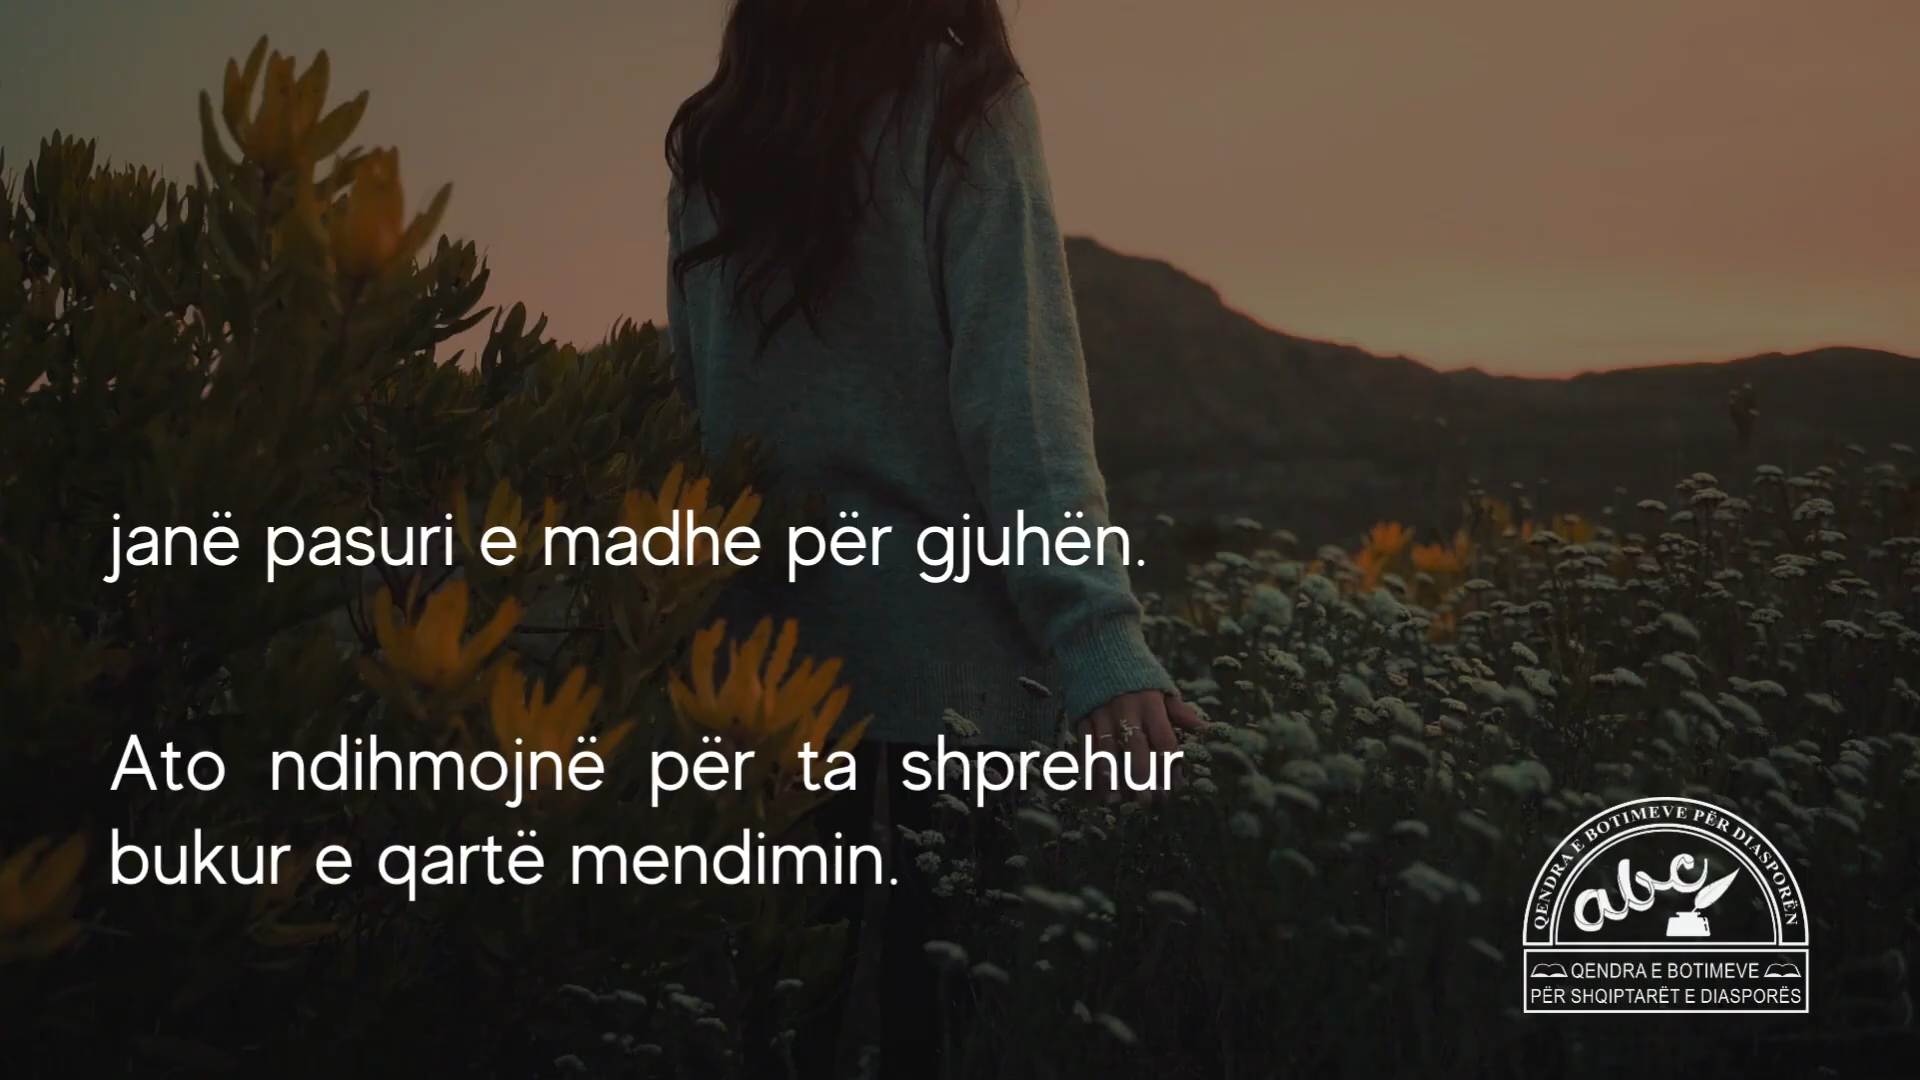 janë pasuri e madhe për gjuhën.
Ato ndihmojnë për ta shprehur
bukur e qartë mendimin.
QENDRA E BOTIMEVE PËR DIASPORËN
abc
QENDRA E BOTIMEVE
PËR SHQIPTARËT E DIASPORËS